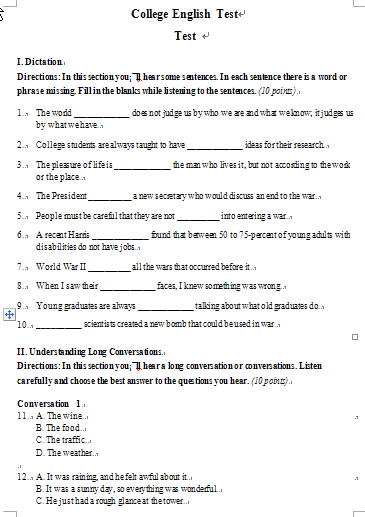 College English Test
Test
I. Dictation.
Directions: In this section you; hear some sentences. In each sentence there is a word or
phrase missing. Fill in the blanks while listening to the sentences. (10 points).
1. The world ____________ does not judge us by who we are and what we know; it judges us
by what we have.
2. College students are always taught to have ____________ ideas for their research.
3. The pleasure of life is ____________ the man who lives it, but not according to the work
or the place.
4. The President _________ a new secretary who would discuss an end to the war.
5. People must be careful that they are not _________ into entering a war.
6. A recent Harris ____________ found that between 50 to 75-percent of young adults with
disabilities do not have jobs.
7. World War II _________ all the wars that occurred before it.
8. When I saw their ____________ faces, I knew something was wrong.
9. Young graduates are always ____________ talking about what old graduates do.
10. __________ scientists created a new bomb that could be used in war.
II. Understanding Long Conversations.
Directions: In this section you; hear a long conversation or conversations. Listen
carefully and choose the best answer to the questions you hear. (10 points).
Conversation 1
11. A. The wine.
B. The food.
C. The traffic.
D. The weather.
12. A. It was raining, and he felt awful about it.
B. It was a sunny day, so everything was wonderful.
C. He just had a rough glance at the tower.